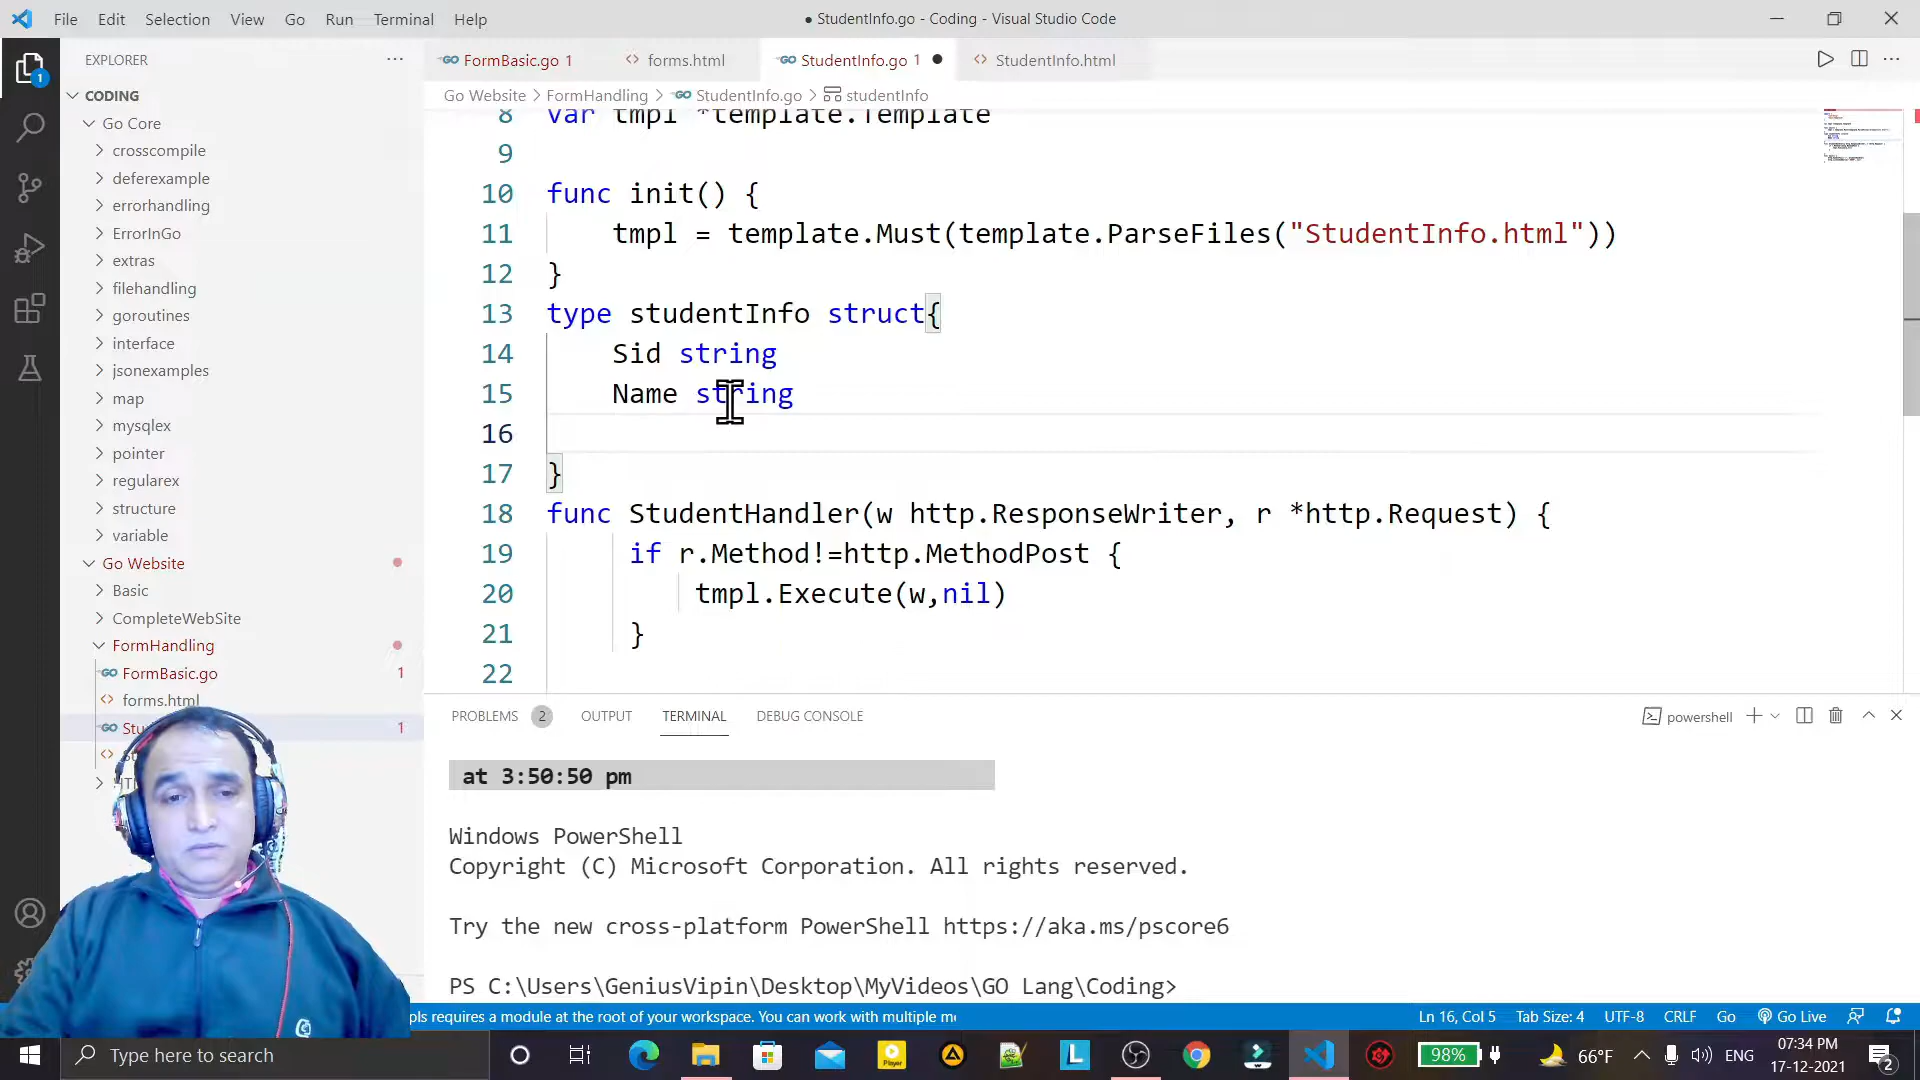 File Edit Selection View Go Run Terminal Help
● StudentInfo.go - Coding - Visual Studio Code
EXPLORER
FormBasic.go 1
forms.html
StudentInfo.go 1 ●
StudentInfo.html
Go Website > FormHandling > StudentInfo.go > studentInfo
CODING
Go Core
crosscompile
deferexample
errorhandling
ErrorInGo
extras
filehandling
goroutines
interface
jsonexamples
map
mysqlex
pointer
regularex
structure
variable
Go Website
Basic
CompleteWebSite
FormHandling
FormBasic.go 1
forms.html
Stu 1
8 var tmpl *template.Template
9
10 func init() {
11 tmpl = template.Must(template.ParseFiles("StudentInfo.html"))
12 }
13 type studentInfo struct{
14 Sid string
15 Name string
16
17 }
18 func StudentHandler(w http.ResponseWriter, r *http.Request) {
19 if r.Method!=http.MethodPost {
20 tmpl.Execute(w,nil)
21 }
22
PROBLEMS 2 OUTPUT TERMINAL DEBUG CONSOLE
powershell
at 3:50:50 pm
Windows PowerShell
Copyright (C) Microsoft Corporation. All rights reserved.
Try the new cross-platform PowerShell https://aka.ms/pscore6
PS C:\Users\GeniusVipin\Desktop\MyVideos\GO Lang\Coding>
pls requires a module at the root of your workspace. You can work with multiple
Ln 16, Col 5 Tab Size: 4 UTF-8 CRLF Go Go Live
Type here to search
98%
66°F
ENG
07:34 PM
17-12-2021
2